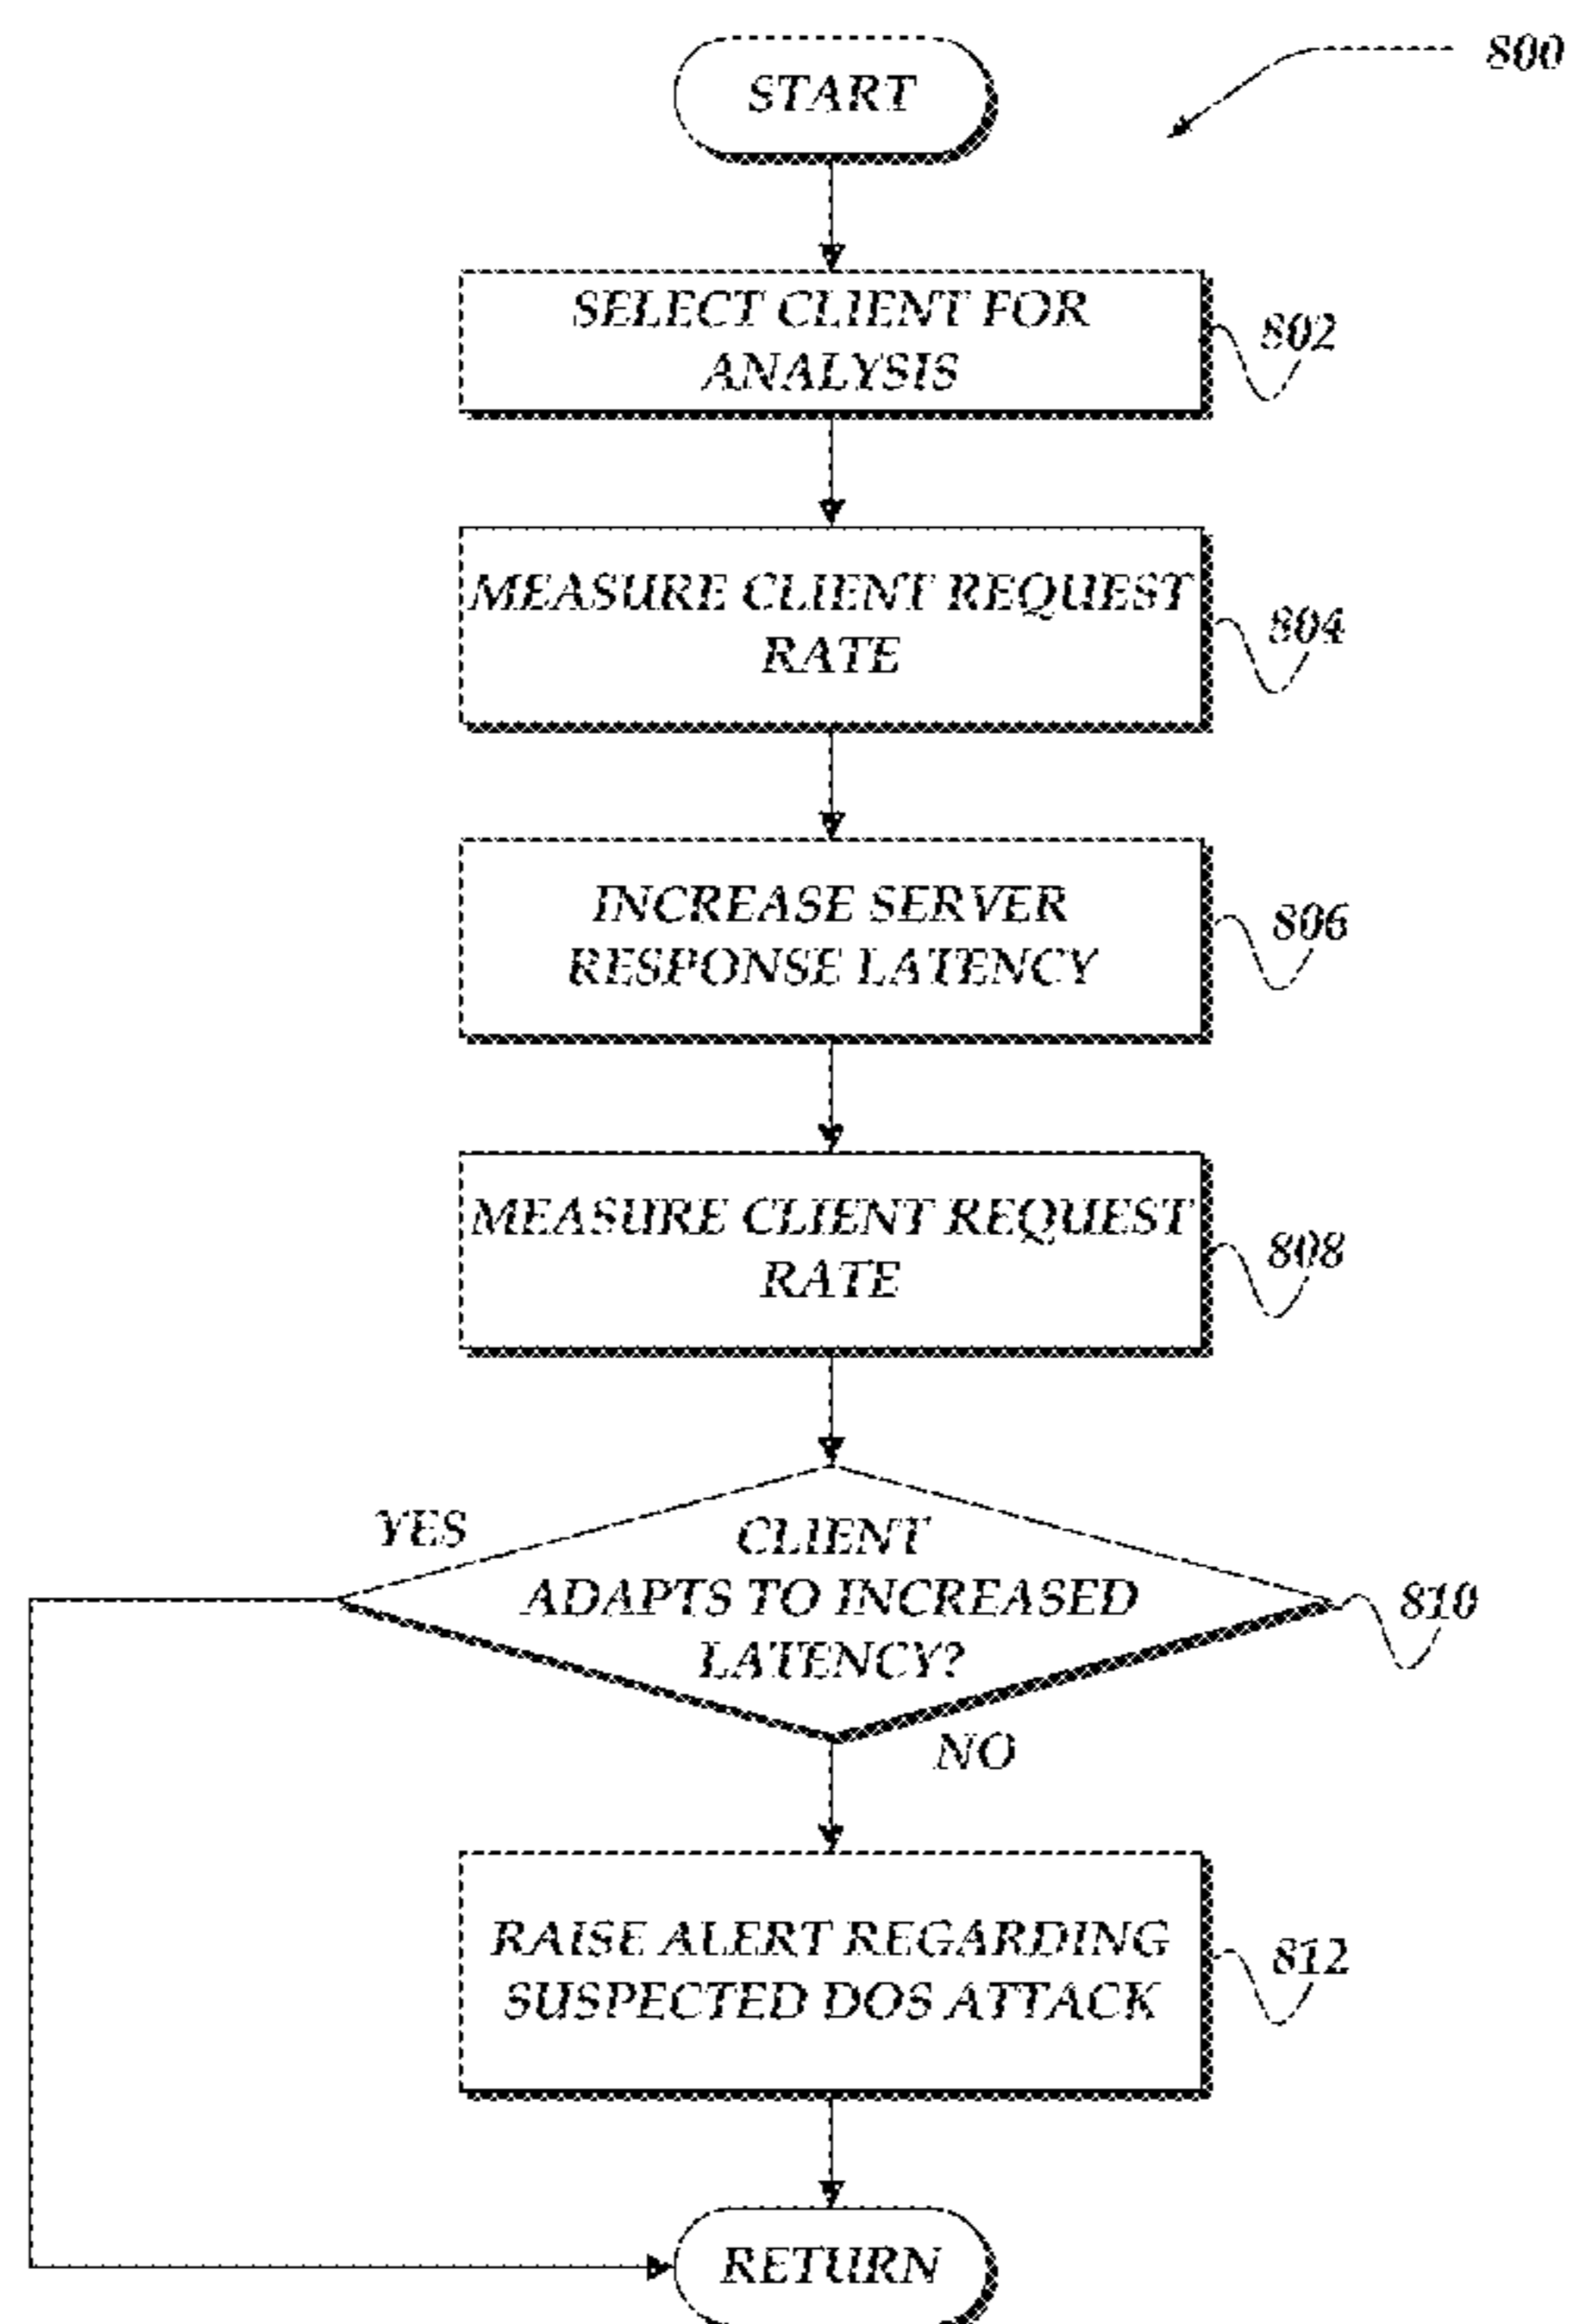 800
START
SELECT CLIENT FOR
ANALYSIS
802
MEASURE CLIENT REQUEST
RATE
804
INCREASE SERVER
RESPONSE LATENCY
806
MEASURE CLIENT REQUEST
RATE
808
YES
CLIENT
ADAPTS TO INCREASED
LATENCY?
810
NO
RAISE ALERT REGARDING
SUSPECTED DOS ATTACK
812
RETURN